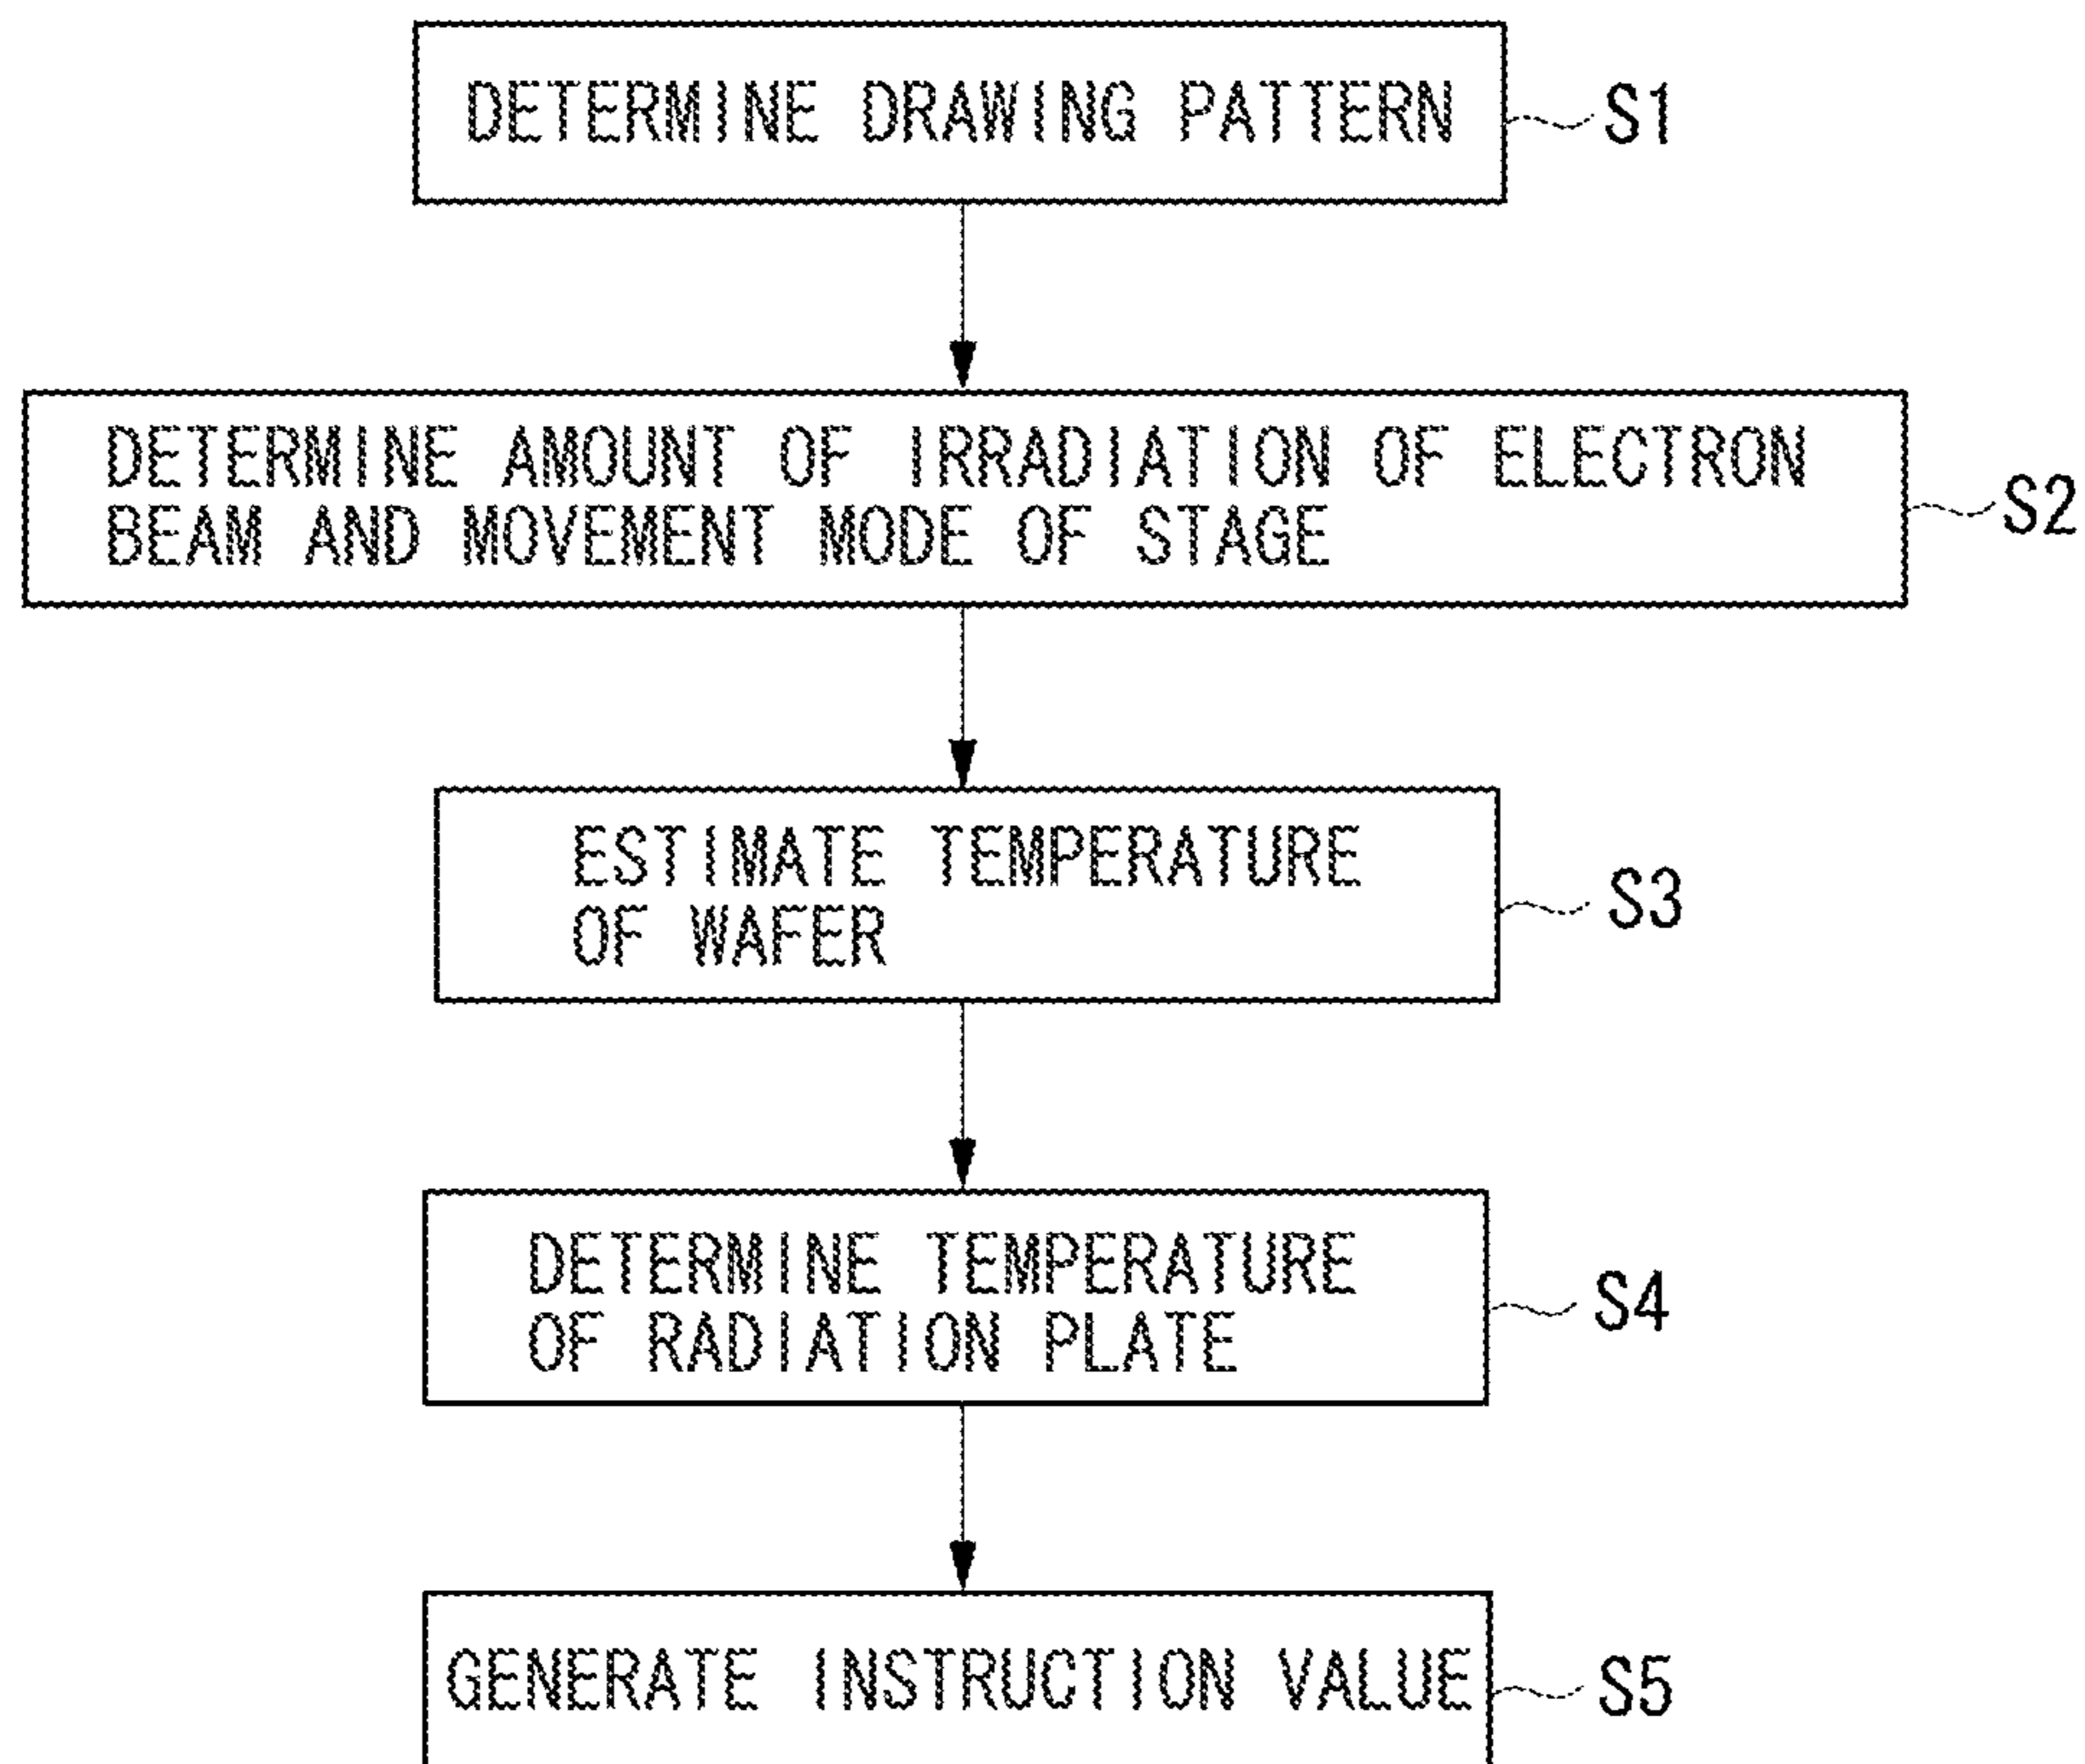 DETERMINE DRAWING PATTERN
S1
DETERMINE AMOUNT OF IRRADIATION OF ELECTRON
BEAM AND MOVEMENT MODE OF STAGE
S2
ESTIMATE TEMPERATURE
OF WAFER
S3
DETERMINE TEMPERATURE
OF RADIATION PLATE
S4
GENERATE INSTRUCTION VALUE
S5